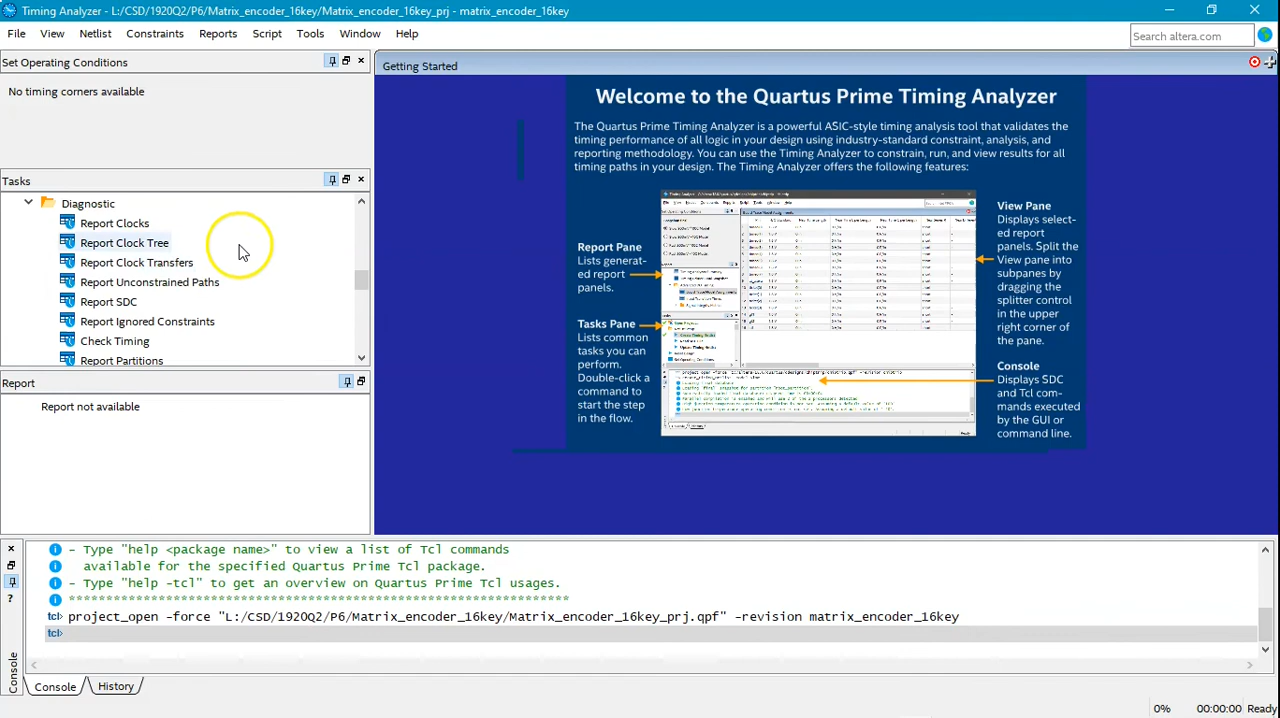 Timing Analyzer - L:/CSD/1920Q2/P6/Matrix_encoder_16key/Matrix_encoder_16key_prj - matrix_encoder_16key
File View Netlist Constraints Reports Script Tools Window Help
Search altera.com
Set Operating Conditions
No timing corners available
Tasks
Diagnostic
Report Clocks
Report Clock Tree
Report Clock Transfers
Report Unconstrained Paths
Report SDC
Report Ignored Constraints
Check Timing
Report Partitions
Report
Report not available
Getting Started
Welcome to the Quartus Prime Timing Analyzer
The Quartus Prime Timing Analyzer is a powerful ASIC-style timing analysis tool that validates the
timing performance of all logic in your design using industry-standard constraint, analysis, and
reporting methodology. You can use the Timing Analyzer to constrain, run, and view results for all
timing paths in your design. The Timing Analyzer offers the following features:
Report Pane
Lists generat-
ed report
panels.
Tasks Pane
Lists common
tasks you can
perform.
Double-click a
command to
start the step
in the flow.
View Pane
Displays select-
ed report
panels. Split the
View pane into
subpanes by
dragging the
splitter control
in the upper
right corner of
the pane.
Console
Displays SDC
and Tcl com-
mands executed
by the GUI or
command line.
- Type "help <package name>" to view a list of Tcl commands
available for the specified Quartus Prime Tcl package.
- Type "help -tcl" to get an overview on Quartus Prime Tcl usages.
*******************************************************************
tcl> project_open -force "L:/CSD/1920Q2/P6/Matrix_encoder_16key/Matrix_encoder_16key_prj.qpf" -revision matrix_encoder_16key
tcl>
Console
Console History
0% 00:00:00 Ready